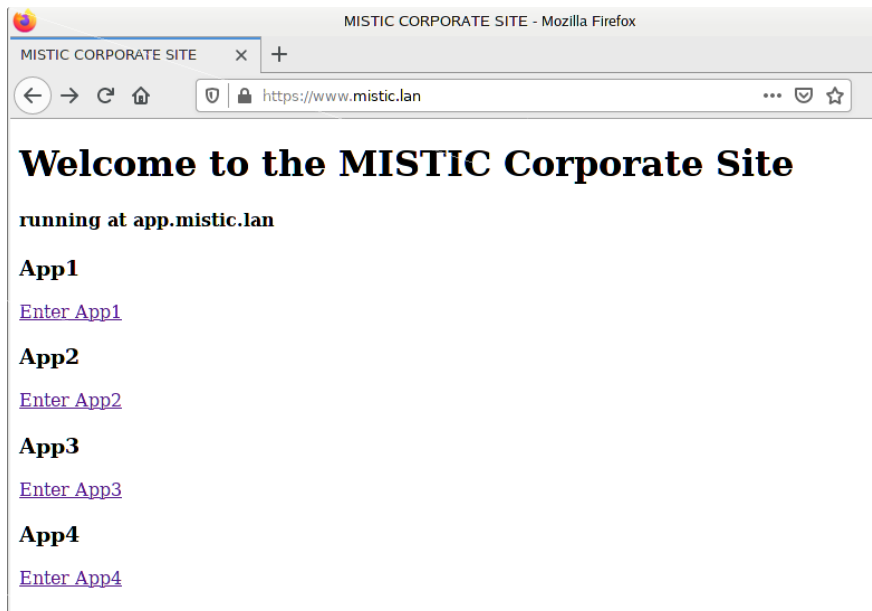 MISTIC CORPORATE SITE - Mozilla Firefox
MISTIC CORPORATE SITE
https://www.mistic.lan
Welcome to the MISTIC Corporate Site
running at app.mistic.lan
App1
Enter App1
App2
Enter App2
App3
Enter App3
App4
Enter App4